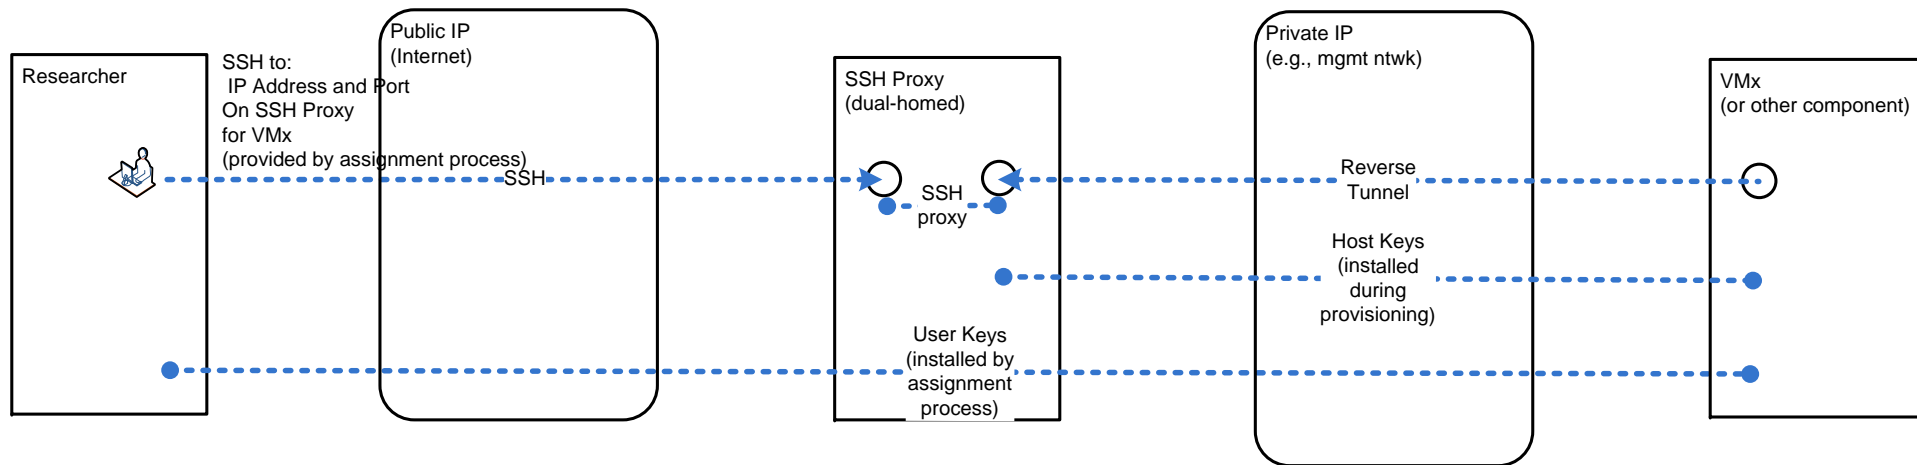 Researcher
SSH to:
IP Address and Port
On SSH Proxy
for VMx
(provided by assignment process)
Public IP
(Internet)
SSH
SSH Proxy
(dual-homed)
SSH
proxy
User Keys
(installed by
assignment
process)
Private IP
(e.g., mgmt ntwk)
Reverse
Tunnel
Host Keys
(installed
during
provisioning)
VMx
(or other component)